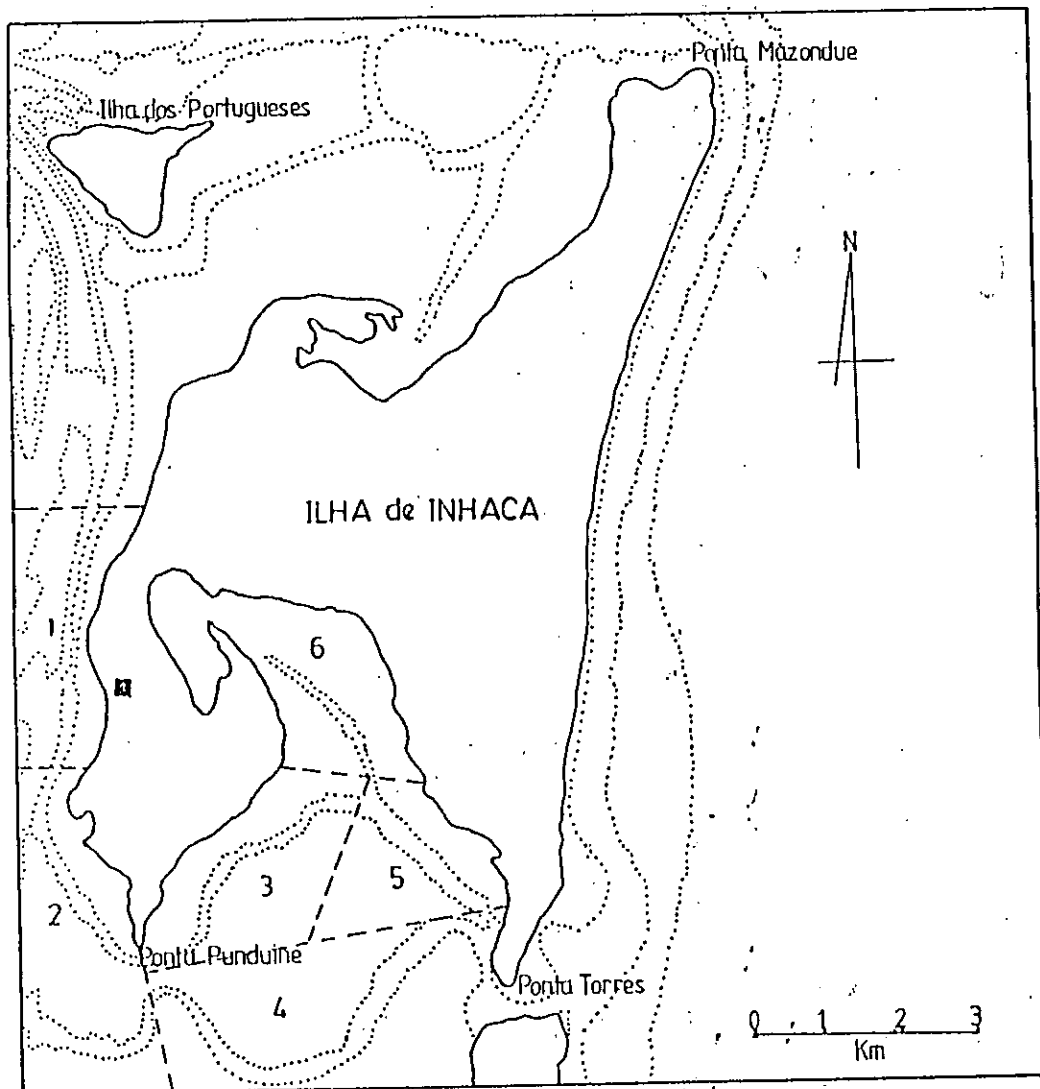 Ponta Mazondue
Ilha dos Portugueses
N
ILHA de INHACA
1
6
3
5
2
Ponta Punduine
4
Ponta Torres
0 1 2 3
Km